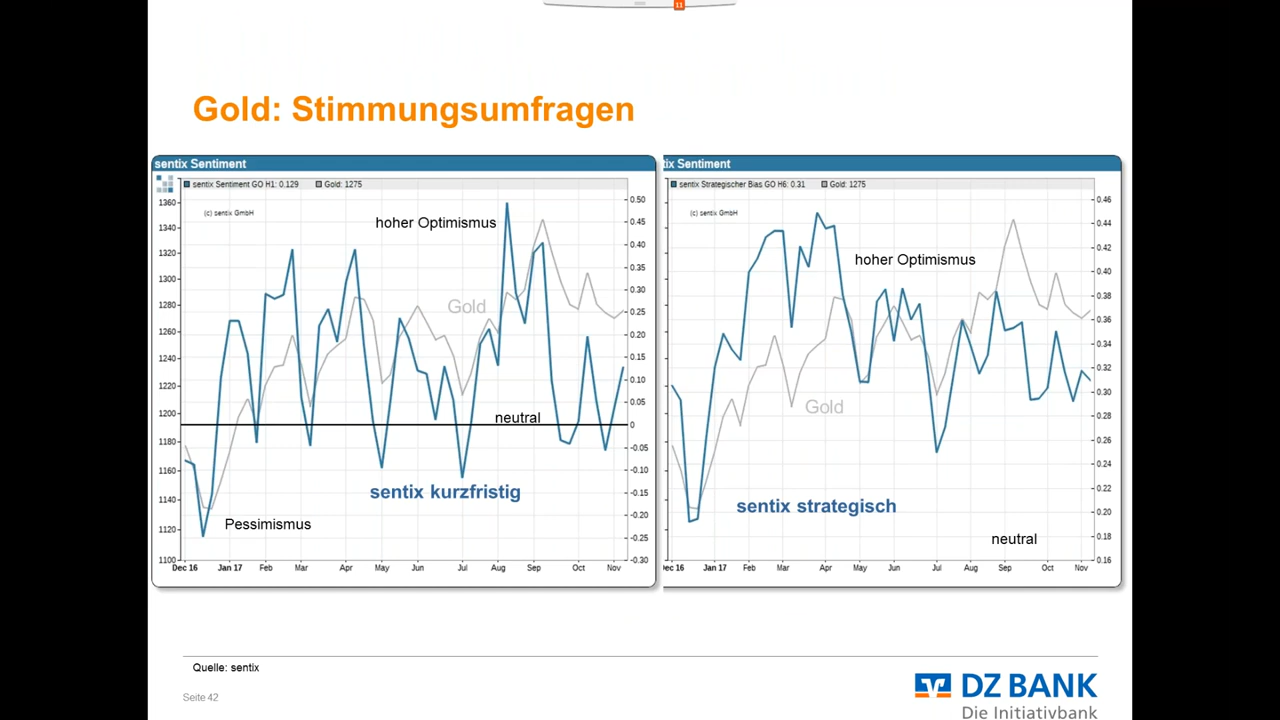 11
Gold: Stimmungsumfragen
sentix Sentiment
sentix Sentiment GO H1: 0.129 Gold: 1275
(c) sentix GmbH
hoher Optimismus
Gold
neutral
sentix kurzfristig
Pessimismus
1360
1340
1320
1300
1280
1260
1240
1220
1200
1180
1160
1140
1120
1100
0.50
0.45
0.40
0.35
0.30
0.25
0.20
0.15
0.10
0.05
0
-0.05
-0.10
-0.15
-0.20
-0.25
-0.30
Dec 16 Jan 17 Feb Mar Apr May Jun Jul Aug Sep Oct Nov
tix Sentiment
sentix Strategischer Bias GO H6: 0.31 Gold: 1275
(c) sentix GmbH
hoher Optimismus
Gold
sentix strategisch
neutral
0.46
0.44
0.42
0.40
0.38
0.36
0.34
0.32
0.30
0.28
0.26
0.24
0.22
0.20
0.18
0.16
Dec 16 Jan 17 Feb Mar Apr May Jun Jul Aug Sep Oct Nov
Quelle: sentix
Seite 42
DZ BANK
Die Initiativbank